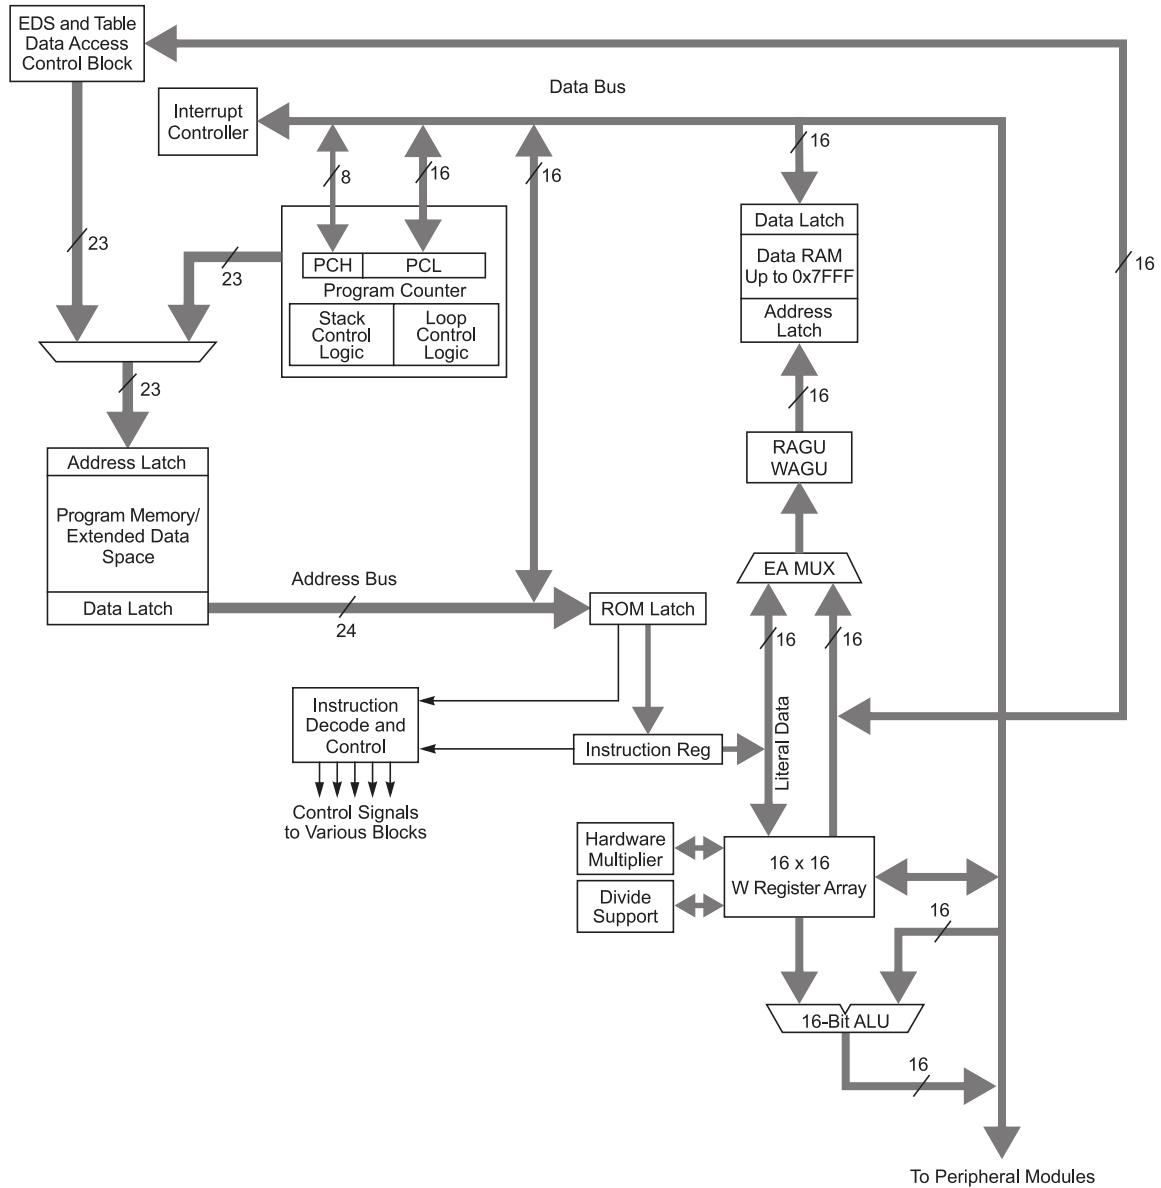 EDS and Table
Data Access
Control Block
Data Bus
Interrupt
Controller
16
8
16
16
Data Latch
Data RAM
Up to 0x7FFF
Address
Latch
23
23
16
PCH
PCL
Program Counter
Stack
Control
Logic
Loop
Control
Logic
23
16
RAGU
WAGU
Address Latch
Program Memory/
Extended Data
Space
Data Latch
EA MUX
Address Bus
24
ROM Latch
16
16
Instruction
Decode and
Control
Instruction Reg
Literal Data
Control Signals
to Various Blocks
Hardware
Multiplier
Divide
Support
16 x 16
W Register Array
16
16-Bit ALU
16
To Peripheral Modules